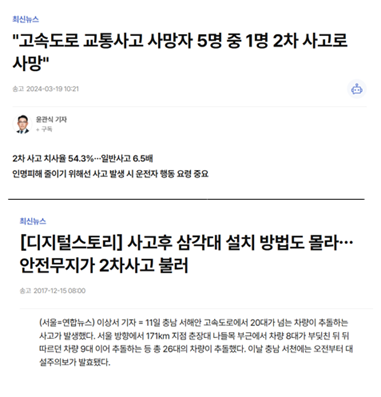 최신뉴스
"고속도로 교통사고 사망자 5명 중 1명 2차 사고로
사망"
송고 2024-03-19 10:21
윤관식 기자
+ 구독
2차 사고 치사율 54.3%…일반사고 6.5배
인명피해 줄이기 위해선 사고 발생 시 운전자 행동 요령 중요
최신뉴스
[디지털스토리] 사고후 삼각대 설치 방법도 몰라…
안전무지가 2차사고 불러
송고 2017-12-15 08:00
(서울=연합뉴스) 이상서 기자 = 11일 충남 서해안 고속도로에서 20대가 넘는 차량이 추돌하는
사고가 발생했다. 서울 방향에서 171km 지점 춘장대 나들목 부근에서 차량 8대가 부딪친 뒤 뒤
따르던 차량 9대 이어 추돌하는 등 총 26대의 차량이 추돌했다. 이날 충남 서천에는 오전부터 대
설주의보가 발효됐다.